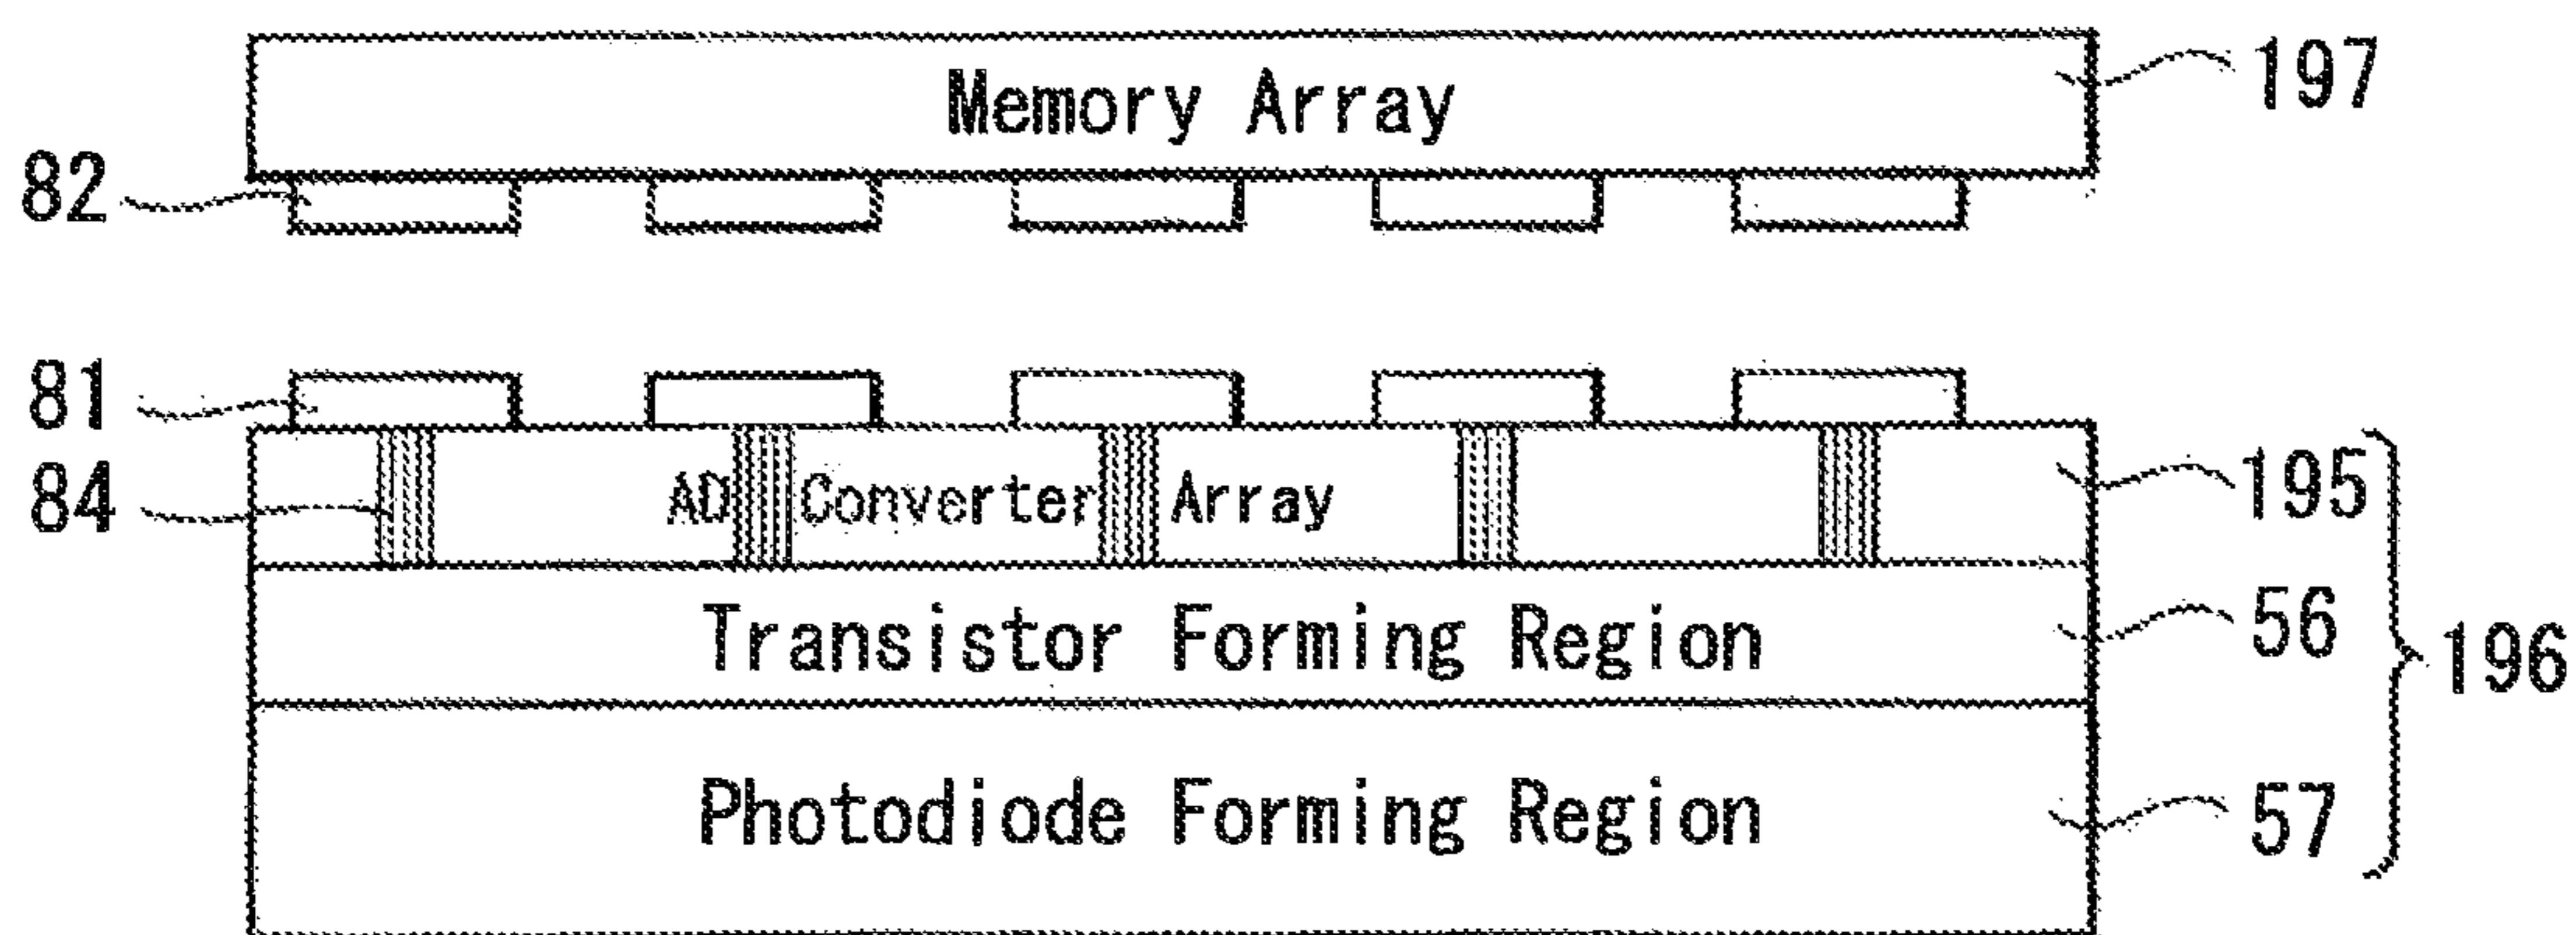 Memory Array
197
82
81
84
AD Converter Array
195
Transistor Forming Region
56
196
Photodiode Forming Region
57